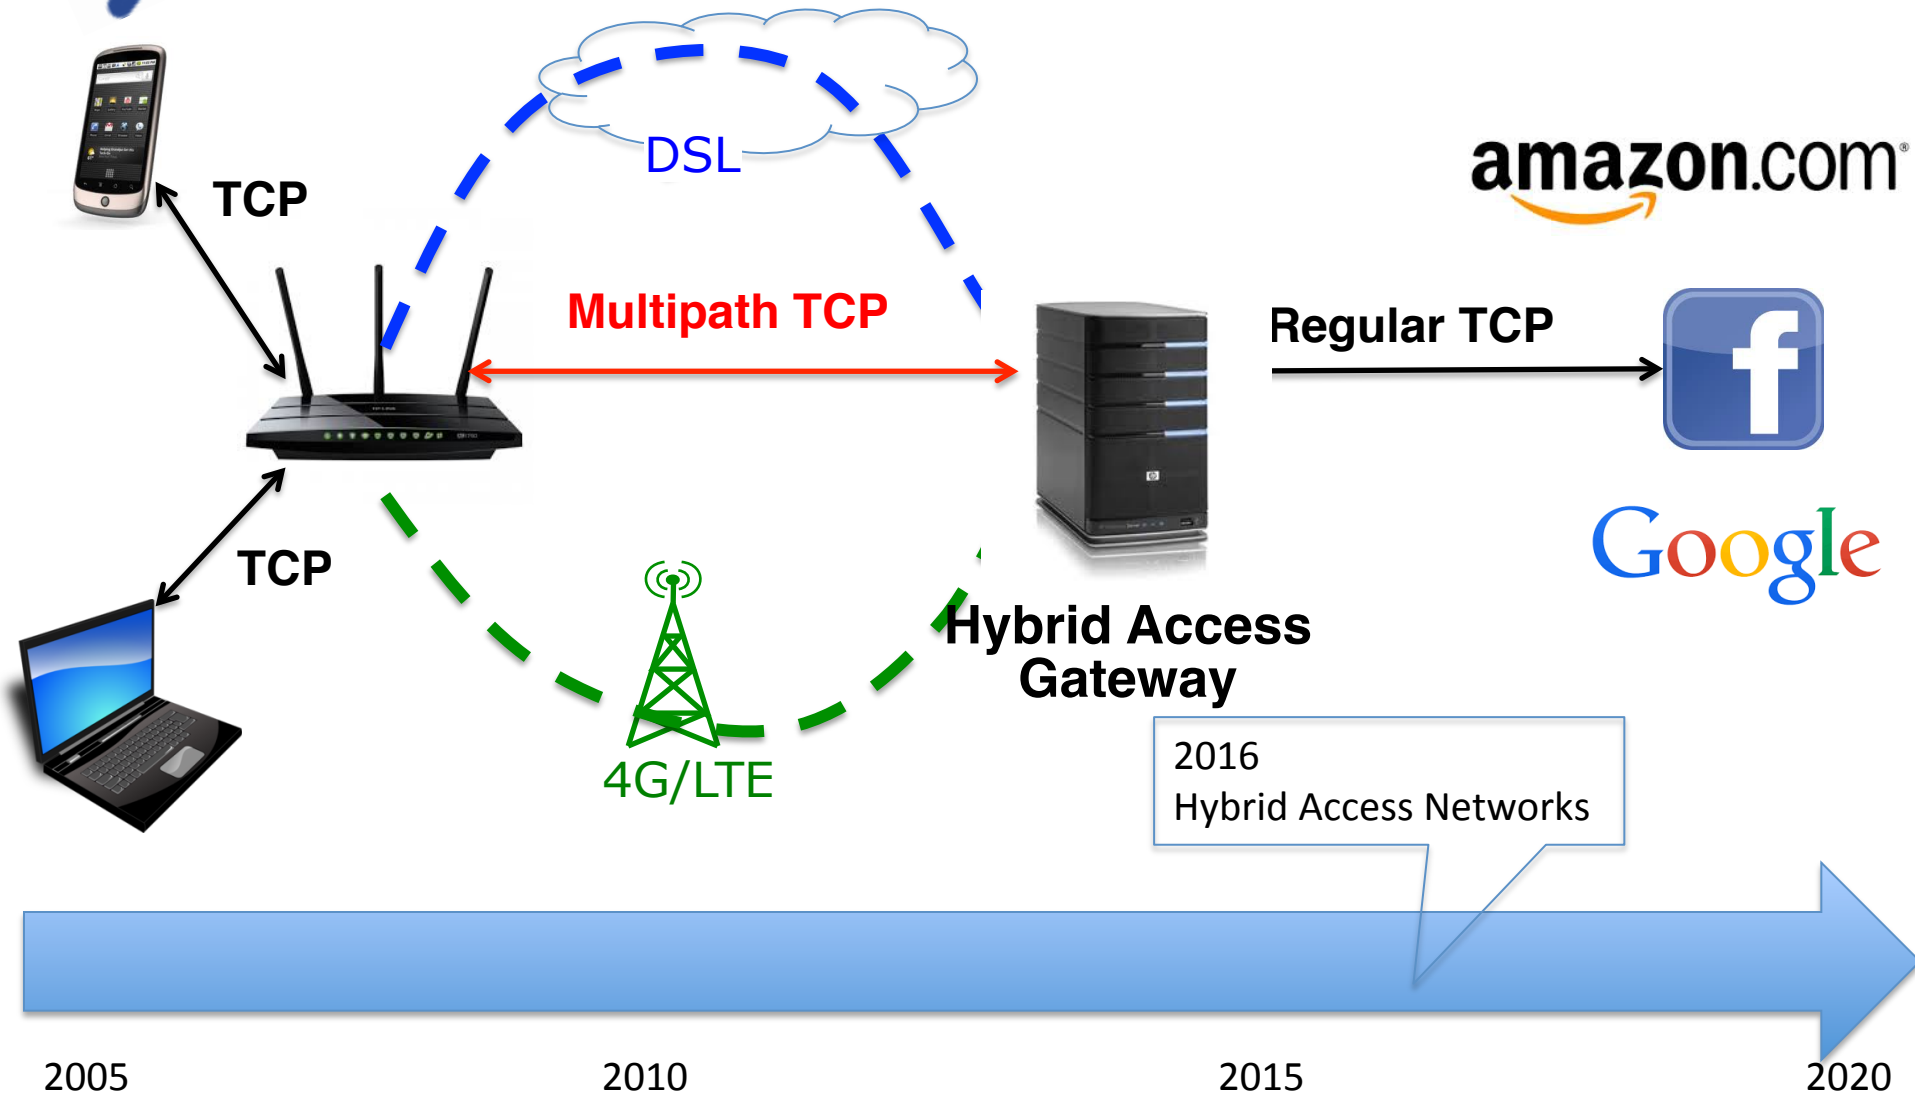 DSL
amazon.com®
TCP
Multipath TCP
Regular TCP
f
Google
TCP
Hybrid Access
Gateway
4G/LTE
2016
Hybrid Access Networks
2005
2010
2015
2020